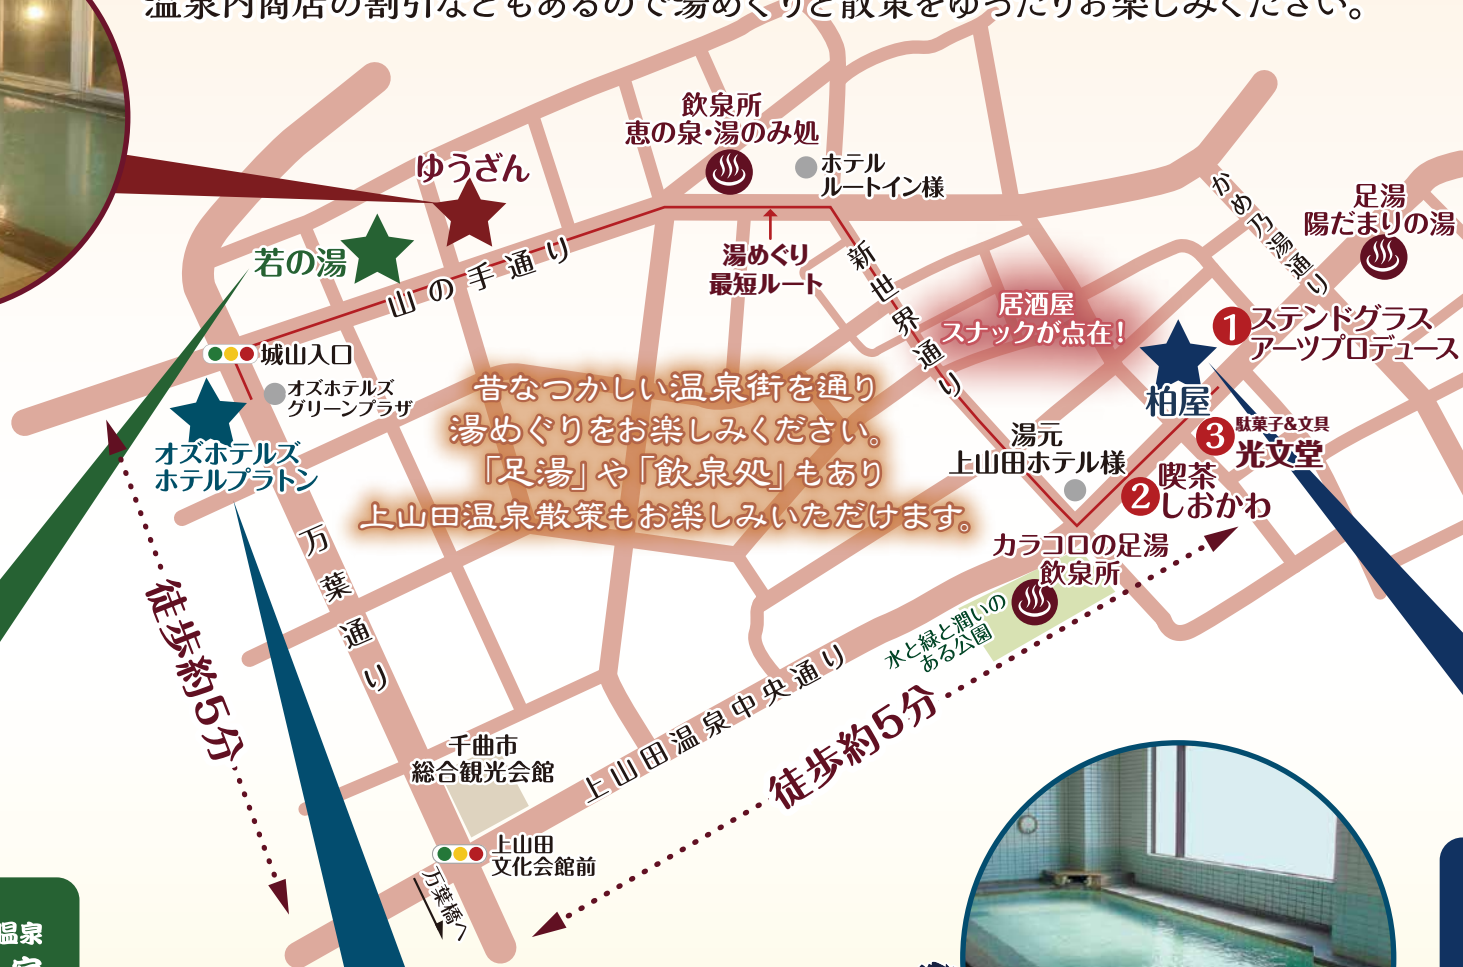 温泉内商店の割引などもあるので湯めぐりと散策をゆったりお楽しみください。
飲泉所
恵の泉・湯のみ処
ホテル
ルートイン様
ゆうざん
若の湯
山の手通り
湯めぐり
最短ルート
新世界通り
かめ乃湯通り
足湯
陽だまりの湯
居酒屋
スナックが点在！
1
ステンドグラス
アーツプロデュース
柏屋
3
駄菓子&文具
光文堂
2
喫茶
しおかわ
城山入口
オズホテルズ
グリーンプラザ
オズホテルズ
ホテルプラトン
昔なつかしい温泉街を通り
湯めぐりをお楽しみください。
「足湯」や「飲泉処」もあり
上山田温泉散策もお楽しみいただけます。
湯元
上山田ホテル様
カラコロの足湯
飲泉所
水と緑と潤いの
ある公園
万葉通り
徒歩約5分
上山田温泉中央通り
徒歩約5分
千曲市
総合観光会館
上山田
文化会館前
万葉橋へ
温泉